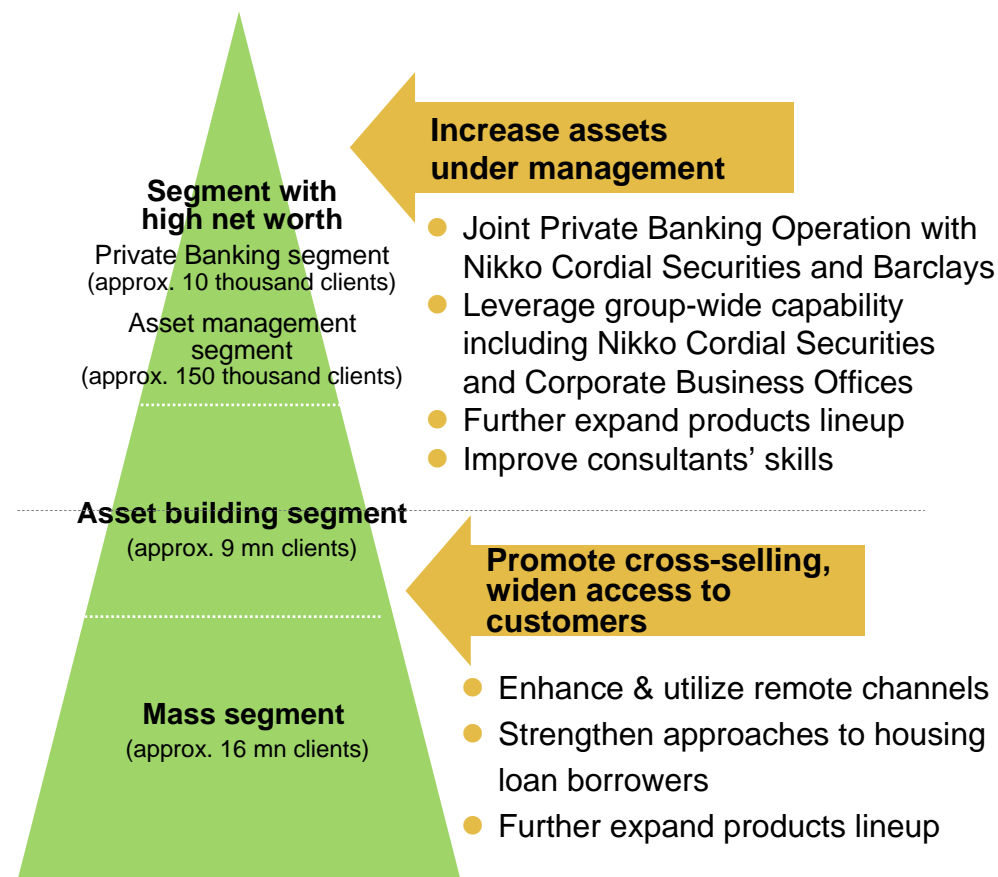 Segment with
high net worth
Private Banking segment
(approx. 10 thousand clients)
Asset management
segment
(approx. 150 thousand clients)
Asset building segment
(approx. 9 mn clients)
Mass segment
(approx. 16 mn clients)
Increase assets
under management
Joint Private Banking Operation with
Nikko Cordial Securities and Barclays
Leverage group-wide capability
including Nikko Cordial Securities
and Corporate Business Offices
Further expand products lineup
Improve consultants’ skills
Promote cross-selling,
widen access to
customers
Enhance & utilize remote channels
Strengthen approaches to housing
loan borrowers
Further expand products lineup